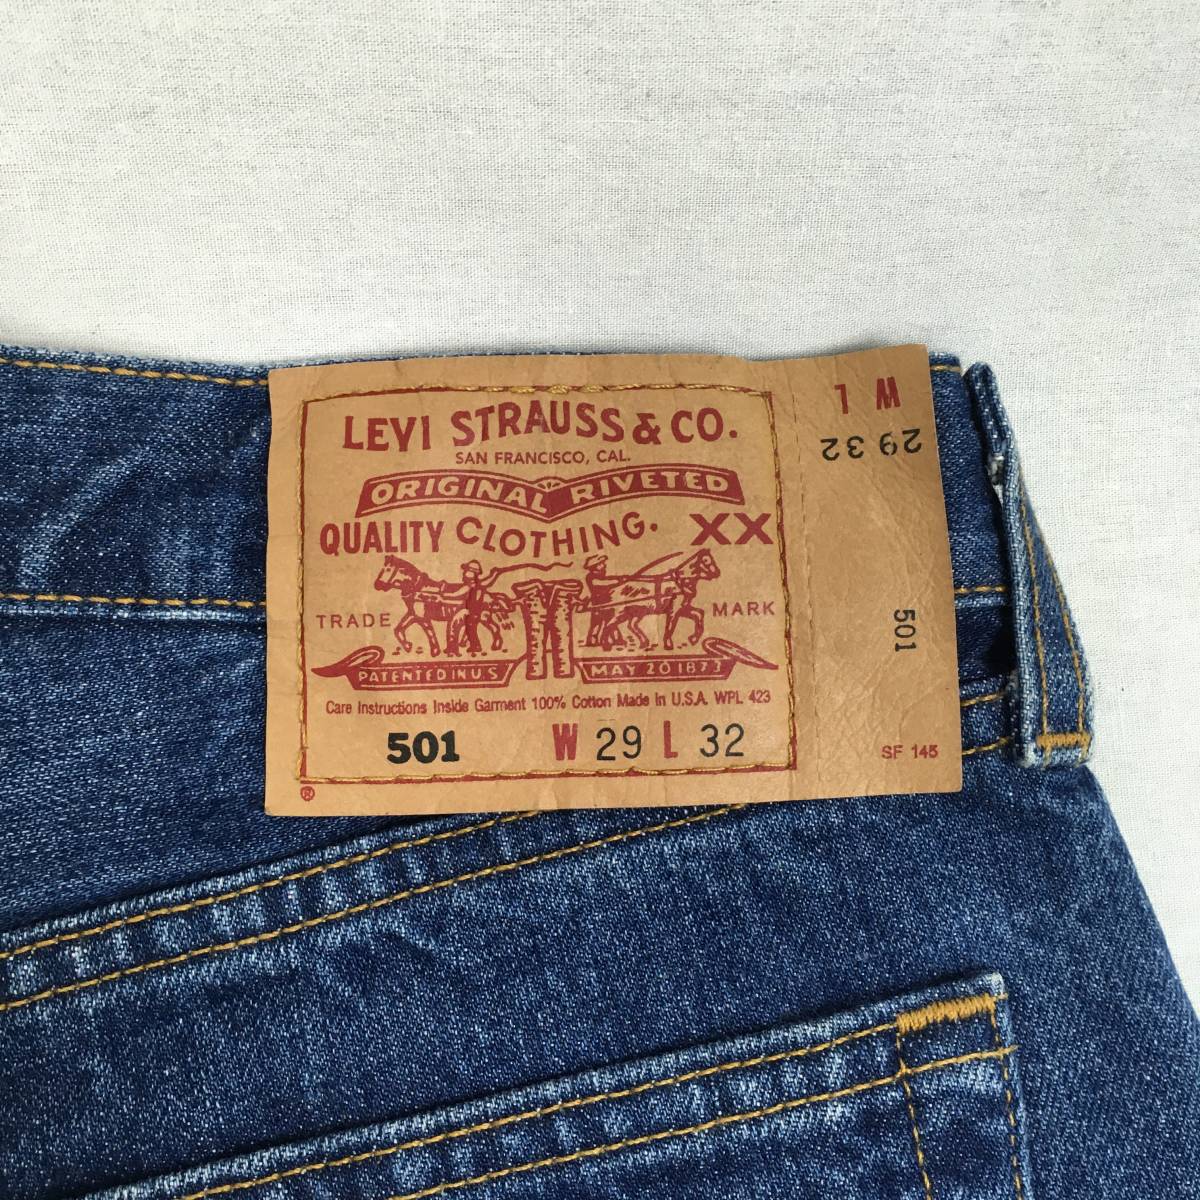 LEVI STRAUSS & CO.
SAN FRANCISCO, CAL.
ORIGINAL RIVETED
QUALITY CLOTHING. XX
TRADE MARK
PATENTED IN U.S MAY 20 1873
Care Instructions Inside Garment 100% Cotton Made in U.S.A. WPL 423
501 W 29 L 32
®
W L
29 32
501
SF 145